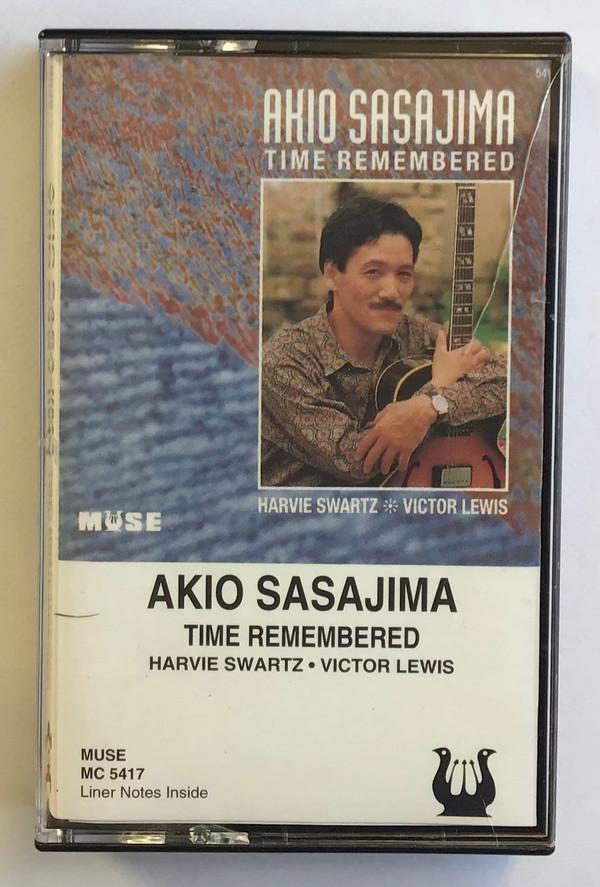 54
AKIO SASAJIMA
TIME REMEMBERED
HARVIE SWARTZ ❊ VICTOR LEWIS
MUSE
AKIO SASAJIMA
TIME REMEMBERED
HARVIE SWARTZ • VICTOR LEWIS
MUSE
MC 5417
Liner Notes Inside